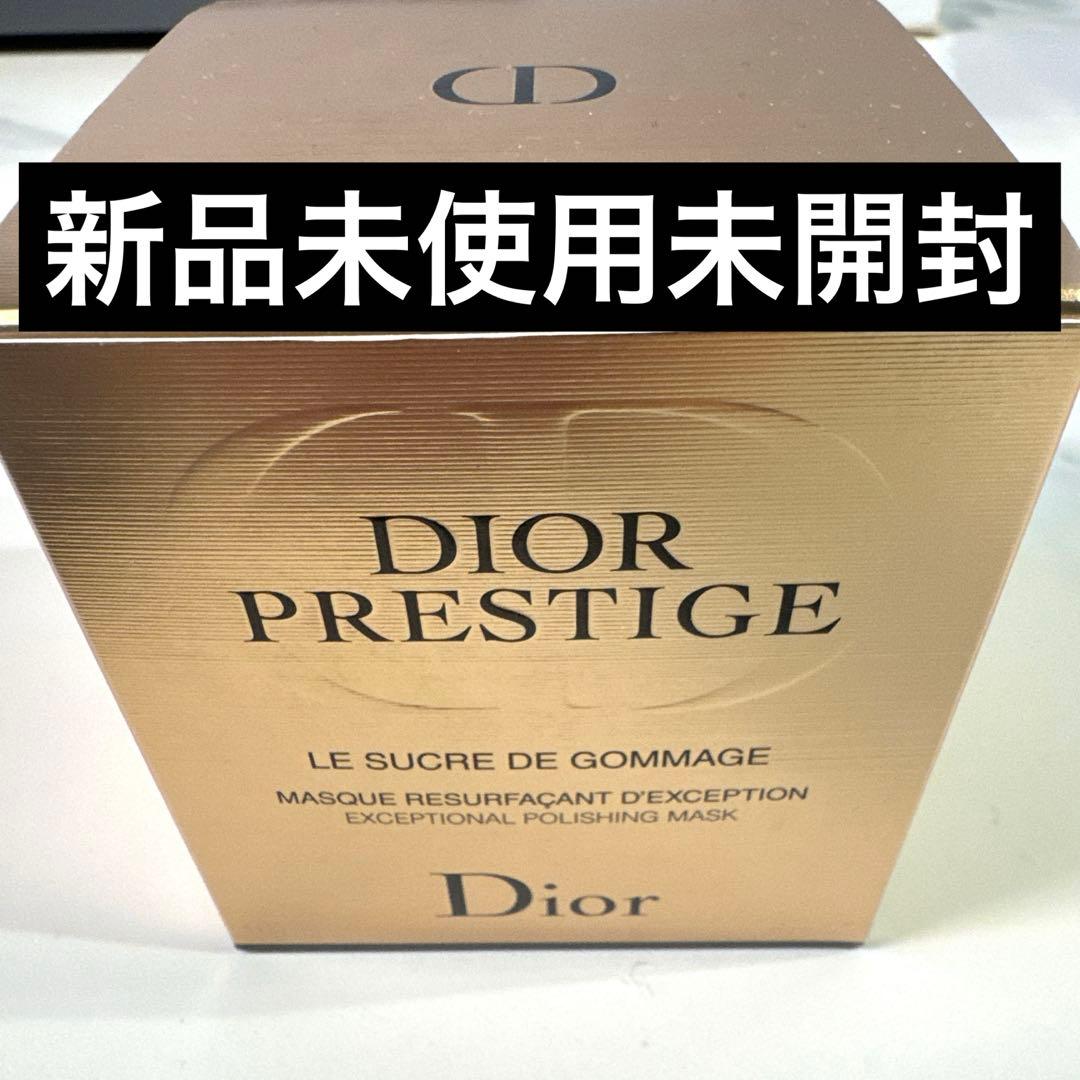 CD
新品未使用未開封
DIOR
PRESTIGE
LE SUCRE DE GOMMAGE
MASQUE RESURFAÇANT D'EXCEPTION
EXCEPTIONAL POLISHING MASK
Dior